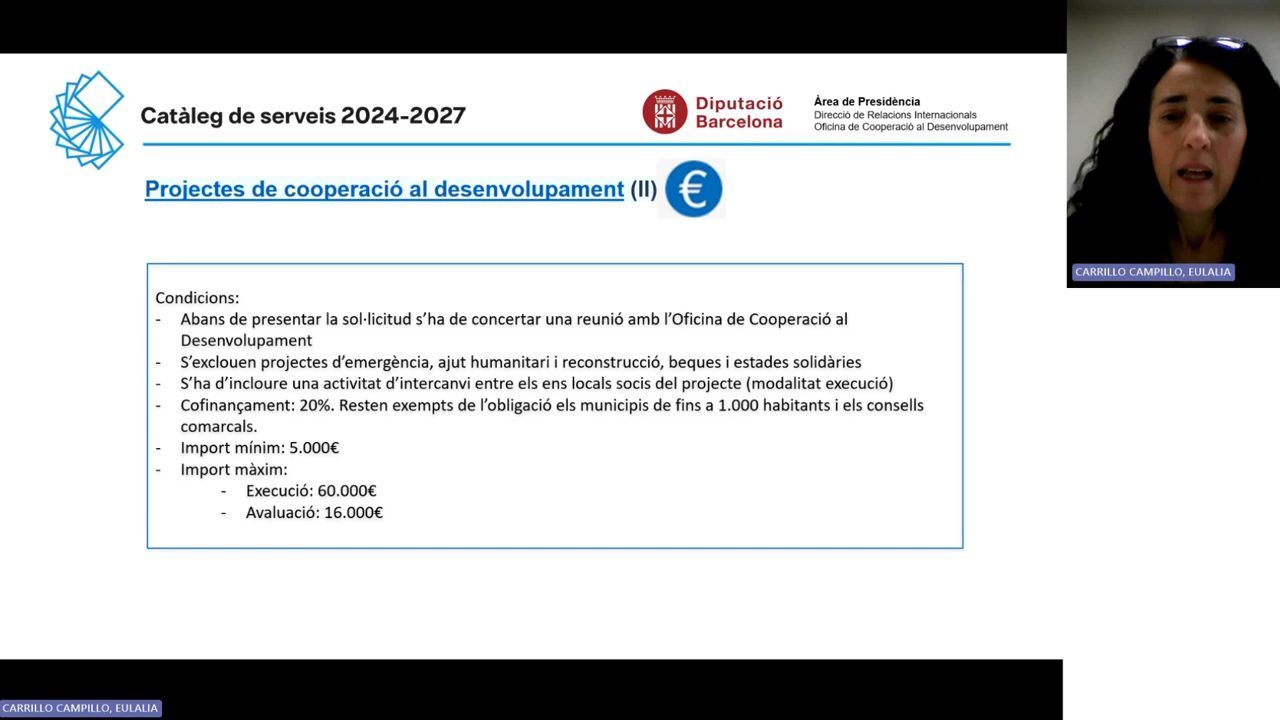 Catàleg de serveis 2024-2027
Diputació
Barcelona
Àrea de Presidència
Direcció de Relacions Internacionals
Oficina de Cooperació al Desenvolupament
Projectes de cooperació al desenvolupament (II)
€
Condicions:
- Abans de presentar la sol·licitud s’ha de concertar una reunió amb l’Oficina de Cooperació al
Desenvolupament
- S’exclouen projectes d’emergència, ajut humanitari i reconstrucció, beques i estades solidàries
- S’ha d’incloure una activitat d’intercanvi entre els ens locals socis del projecte (modalitat execució)
- Cofinançament: 20%. Resten exempts de l’obligació els municipis de fins a 1.000 habitants i els consells
comarcals.
- Import mínim: 5.000€
- Import màxim:
- Execució: 60.000€
- Avaluació: 16.000€
CARRILLO CAMPILLO, EULALIA
CARRILLO CAMPILLO, EULALIA